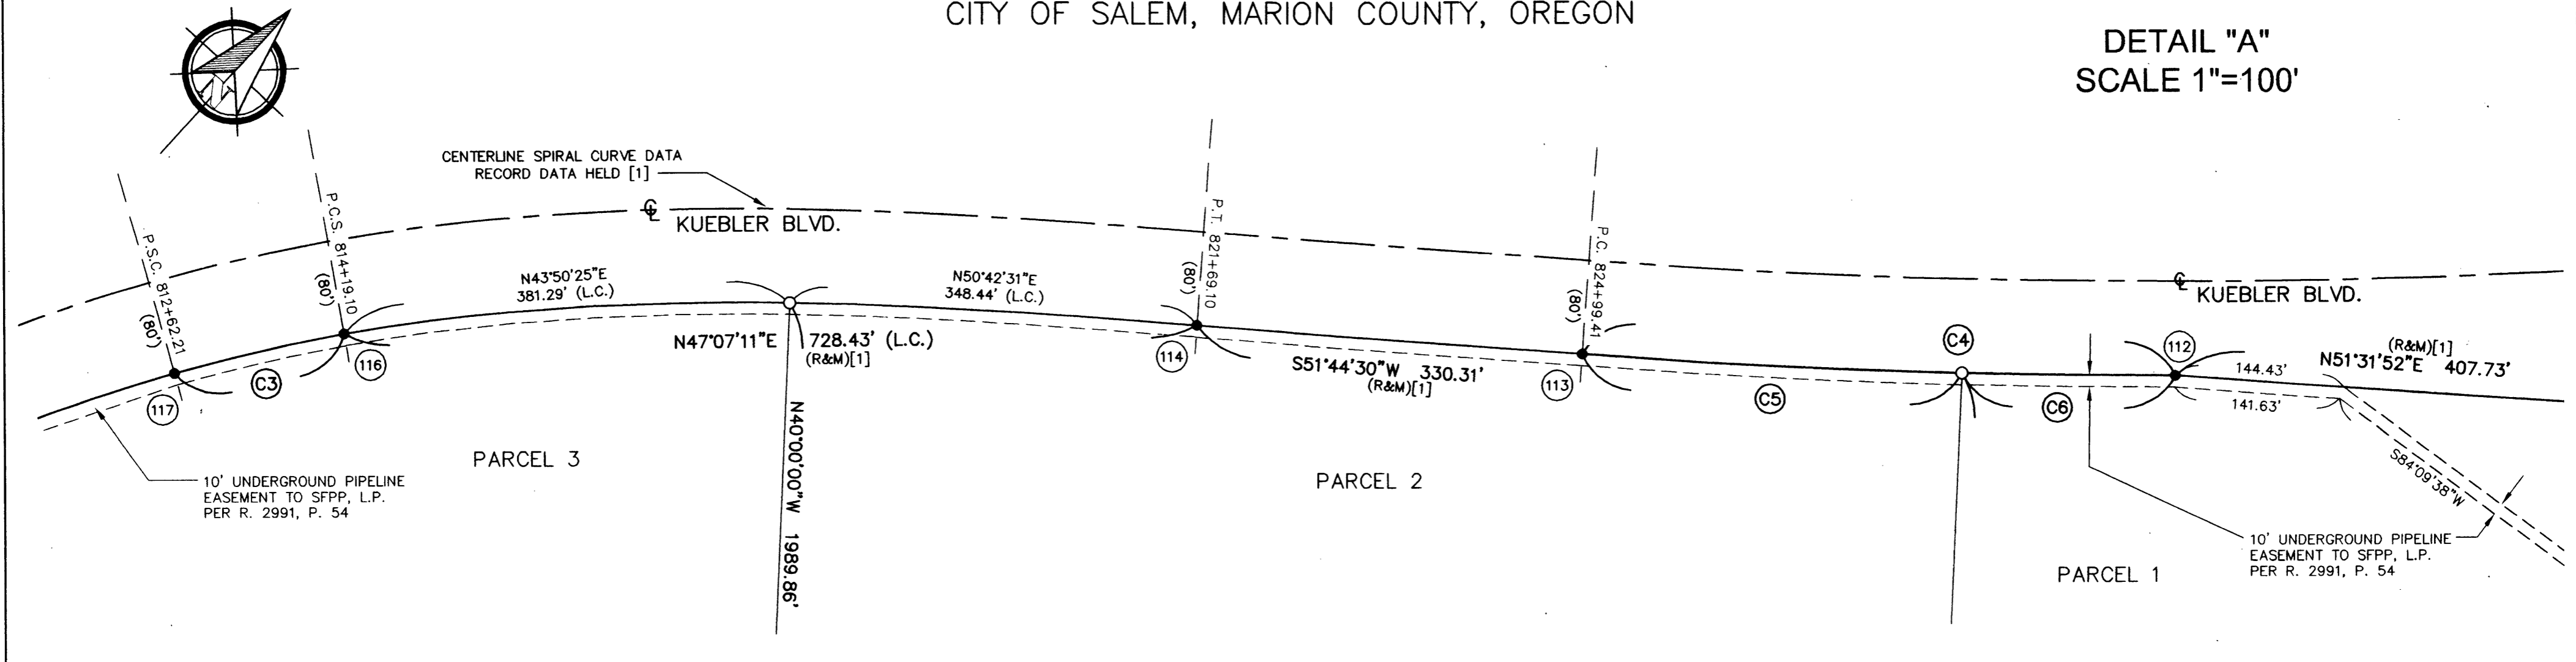 CITY OF SALEM, MARION COUNTY, OREGON
DETAIL "A"
SCALE 1"=100'
N
CENTERLINE SPIRAL CURVE DATA
RECORD DATA HELD [1]
P.S.C. 812+62.21
(80')
P.C.S. 814+19.10
(80')
℄
KUEBLER BLVD.
P.T. 821+69.10
(80')
P.C. 824+99.41
(80')
℄
KUEBLER BLVD.
N43°50'25"E
381.29' (L.C.)
N50°42'31"E
348.44' (L.C.)
N47°07'11"E 728.43' (L.C.)
(R&M)[1]
S51°44'30"W 330.31'
(R&M)[1]
(R&M)[1]
N51°31'52"E 407.73'
144.43'
141.63'
117
C3
116
114
113
C5
C4
C6
112
N40°00'00"W 1989.86'
S84°09'38"W
PARCEL 3
PARCEL 2
PARCEL 1
10' UNDERGROUND PIPELINE
EASEMENT TO SFPP, L.P.
PER R. 2991, P. 54
10' UNDERGROUND PIPELINE
EASEMENT TO SFPP, L.P.
PER R. 2991, P. 54